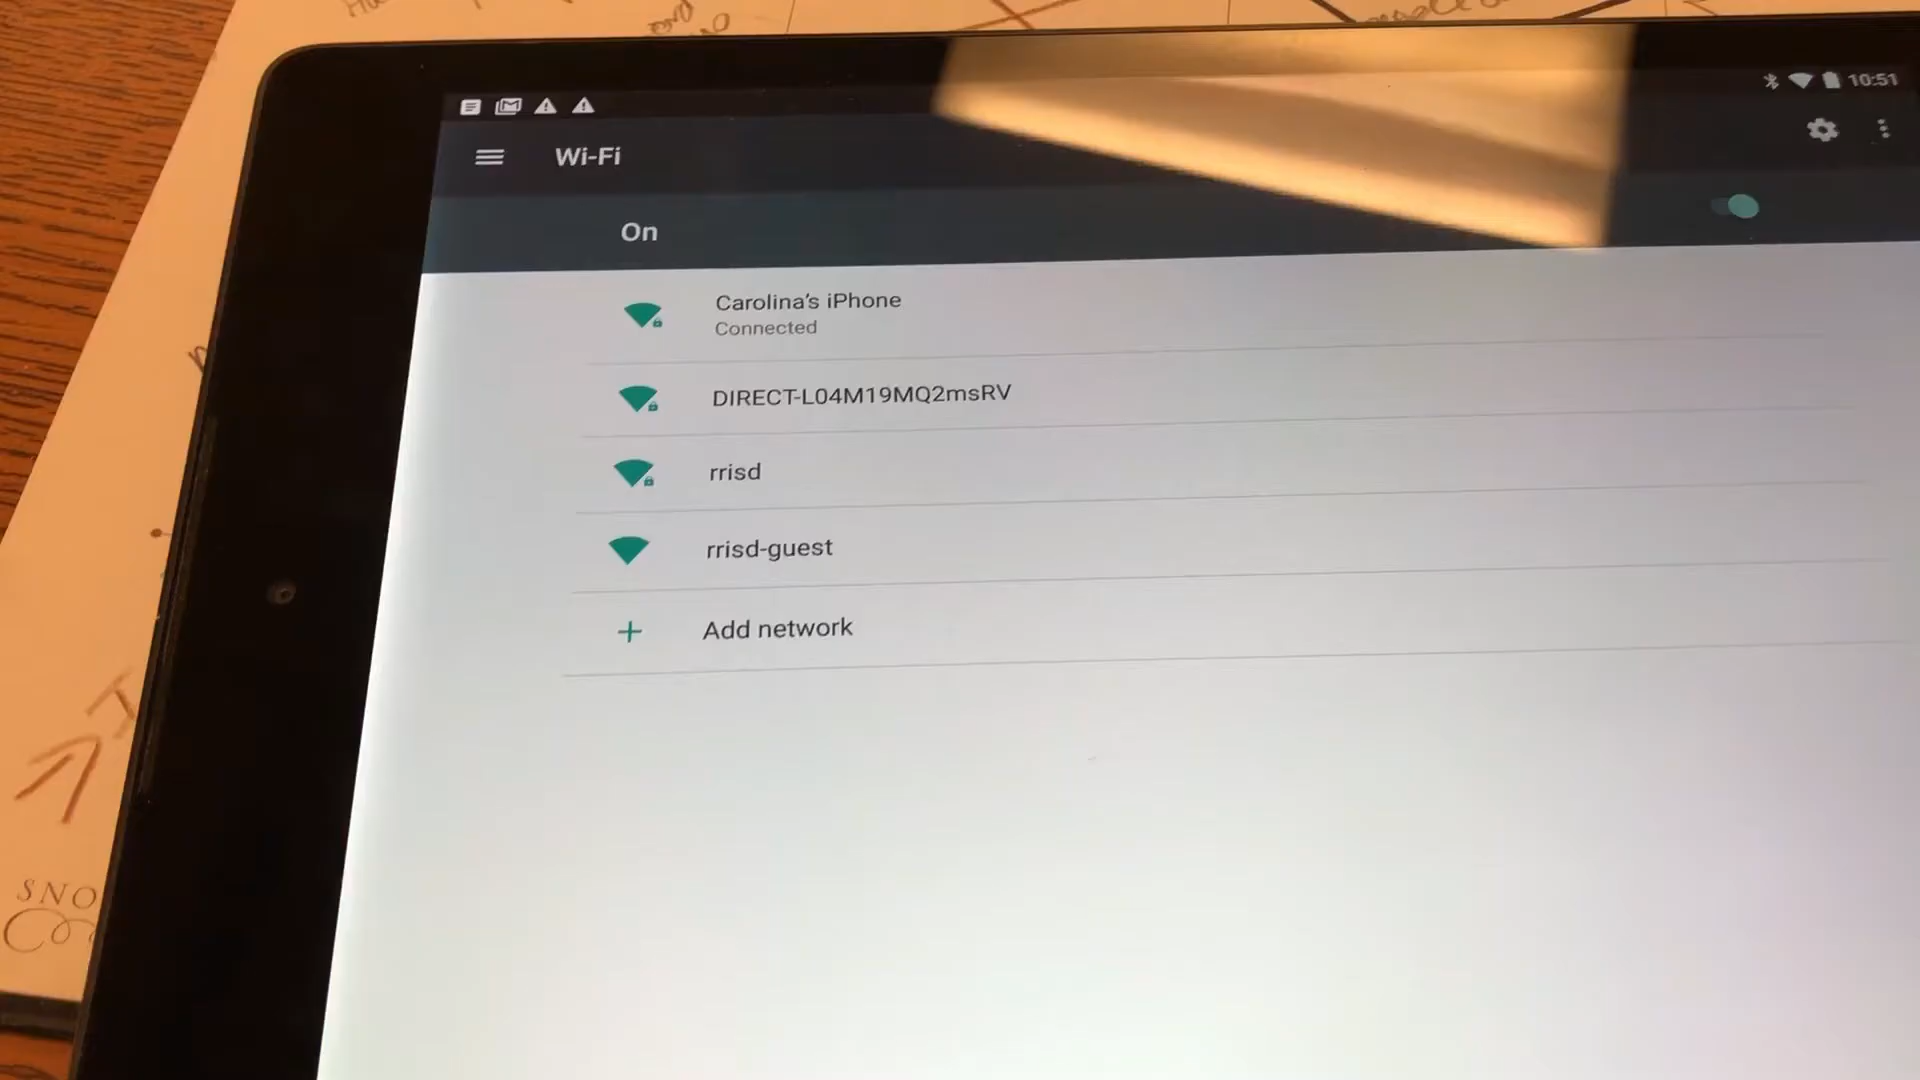 10:51
Wi-Fi
On
Carolina's iPhone
Connected
DIRECT-L04M19MQ2msRV
rrisd
rrisd-guest
Add network
SNO